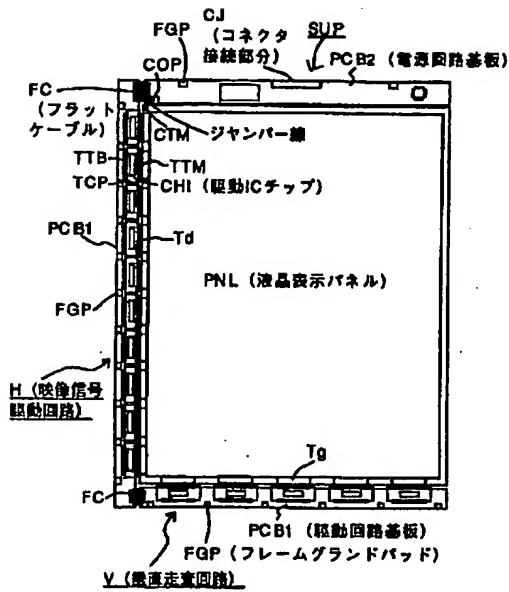 CJ
(コネクタ
接続部分)
FGP
SUP
COP
PCB2 (電源回路基板)
FC
(フラット
ケーブル)
ジャンパー線
CTM
TTB
TTM
TCP
CHI (駆動ICチップ)
PCB1
Td
PNL (液晶表示パネル)
FGP
H (映像信号
駆動回路)
Tg
FC
PCB1 (駆動回路基板)
FGP (フレームグランドパッド)
V (垂直走査回路)